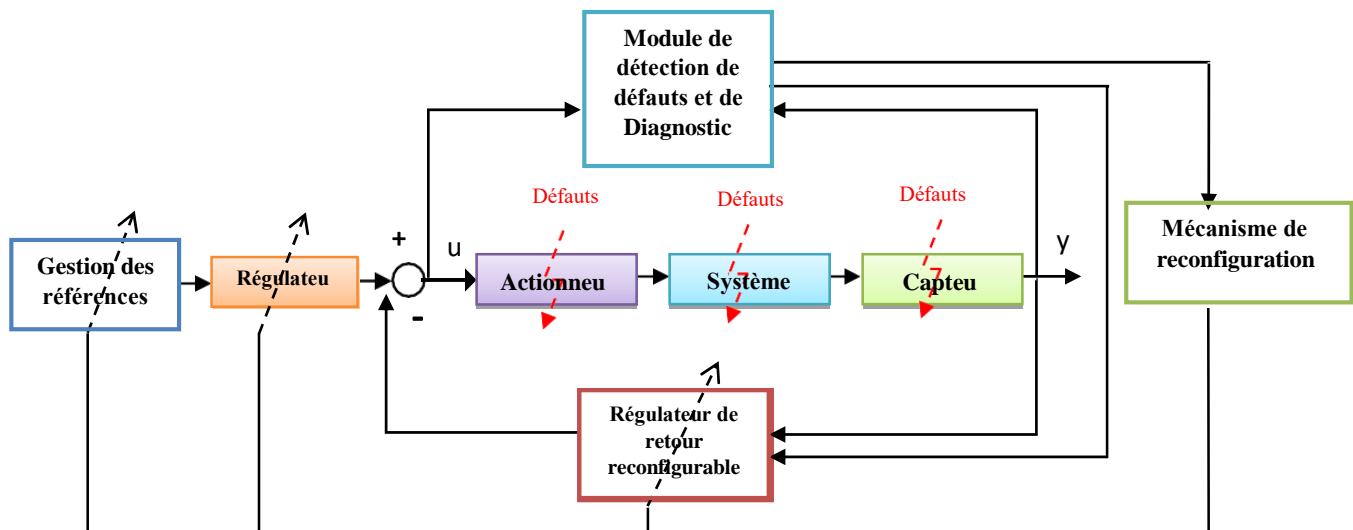 Module de
détection de
défauts et de
Diagnostic
Défauts
Défauts
Défauts
Mécanisme de
reconfiguration
Gestion des
références
Régulateu
+
-
u
Actionneu
Système
Capteu
y
Régulateur de
retour
reconfigurable